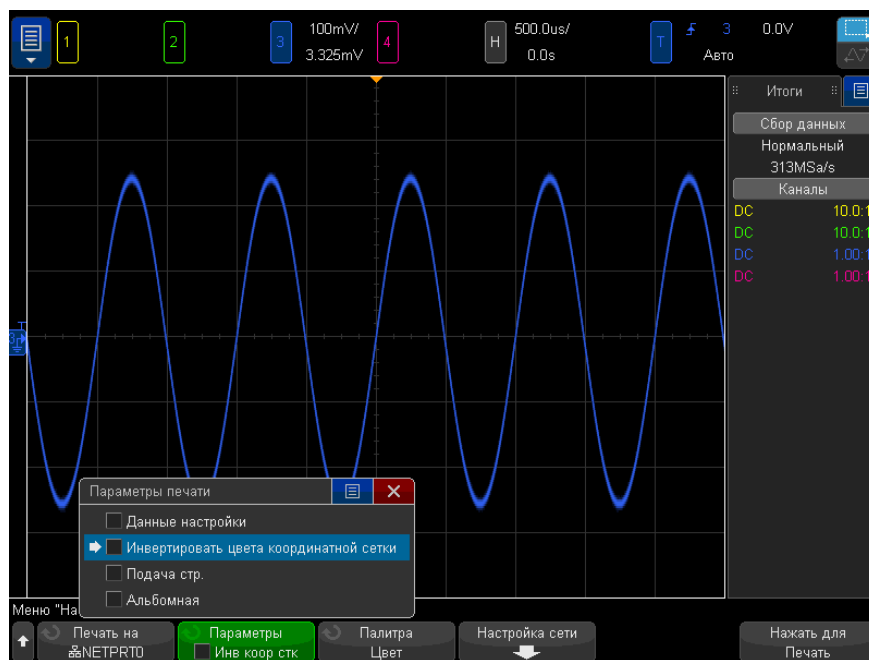 1 2 3 100mV/ 4 H 500.0us/ T 3 0.0V
3.325mV 0.0s Авто
Итоги
Сбор данных
Нормальный
313MSa/s
Каналы
DC 10.0:1
DC 10.0:1
DC 1.00:1
DC 1.00:1
T
3
Параметры печати
Данные настройки
Инвертировать цвета координатной сетки
Подача стр.
Альбомная
Меню "На
Печать на Параметры Палитра Настройка сети Нажать для
NETPRT0 Инв коор стк Цвет Печать